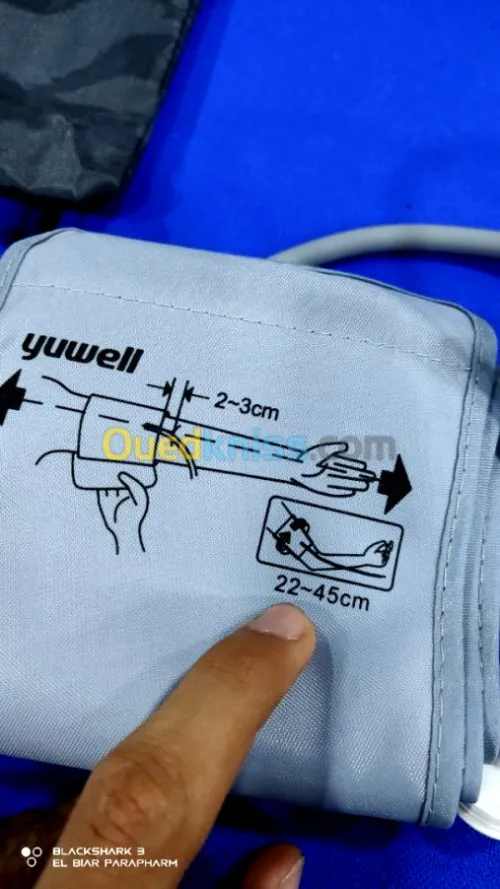 yuwell
2~3cm
Ouedkniss.com
22~45cm
BLACKSHARK 3
EL BIAR PARAPHARM